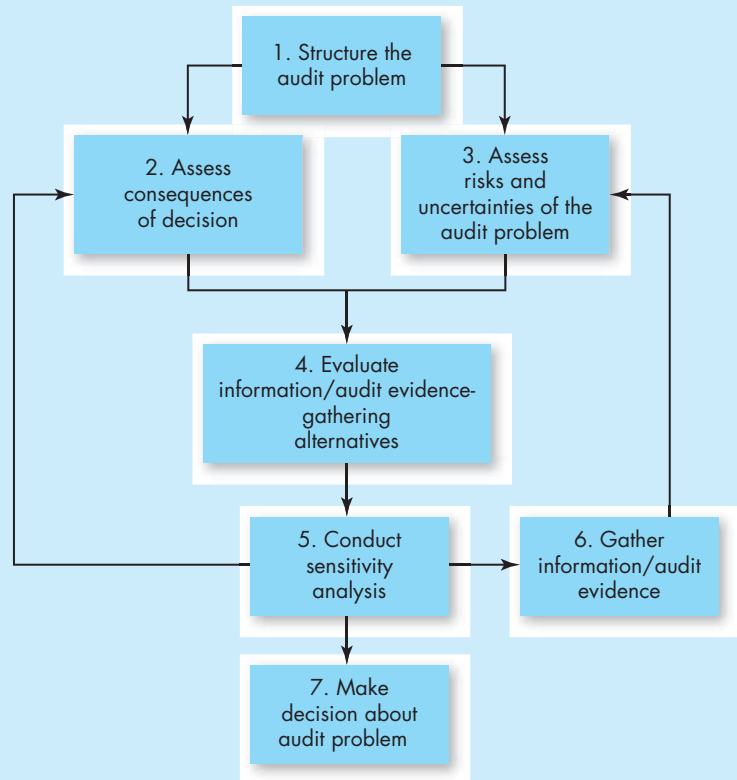 1. Structure the
audit problem
2. Assess
consequences
of decision
3. Assess
risks and
uncertainties of the
audit problem
4. Evaluate
information/audit evidence-
gathering
alternatives
5. Conduct
sensitivity
analysis
6. Gather
information/audit
evidence
7. Make
decision about
audit problem